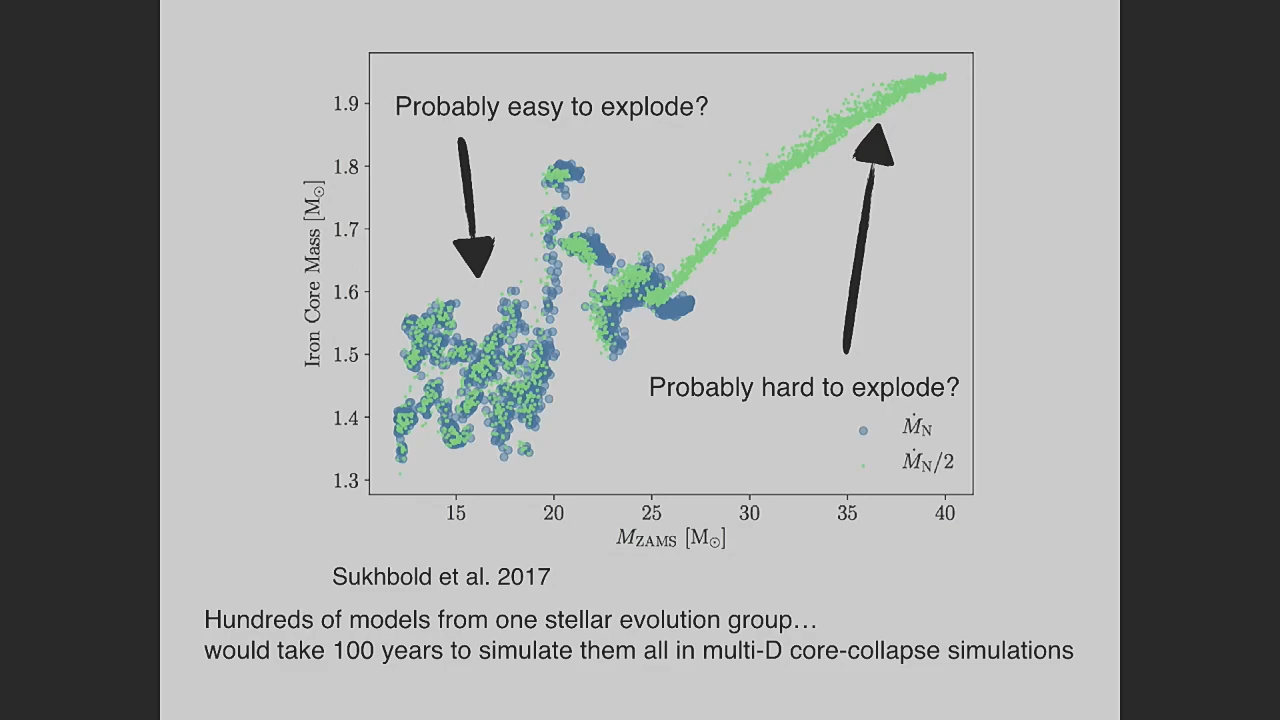 Probably easy to explode?
Iron Core Mass [M⊙]
1.9
1.8
1.7
1.6
1.5
1.4
1.3
Probably hard to explode?
Ṁ_N
Ṁ_N/2
15 20 25 30 35 40
M_ZAMS [M⊙]
Sukhbold et al. 2017
Hundreds of models from one stellar evolution group…
would take 100 years to simulate them all in multi-D core-collapse simulations